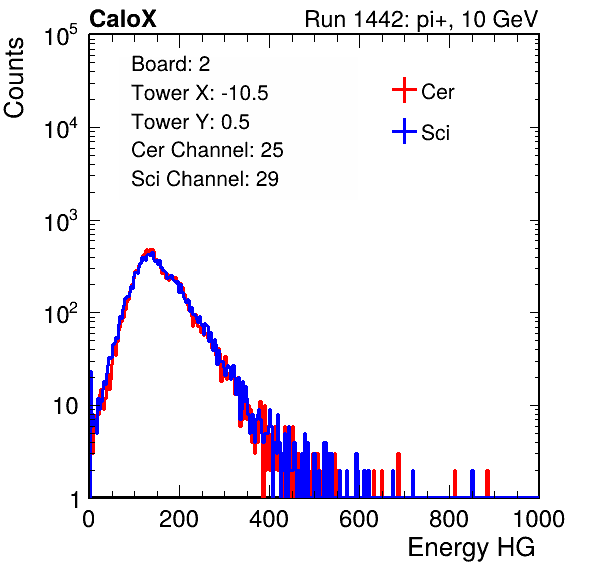 CaloX Run 1442: pi+, 10 GeV
Counts
10^5
10^4
10^3
10^2
10
1
Board: 2
Tower X: -10.5
Tower Y: 0.5
Cer Channel: 25
Sci Channel: 29
Cer
Sci
0 200 400 600 800 1000
Energy HG